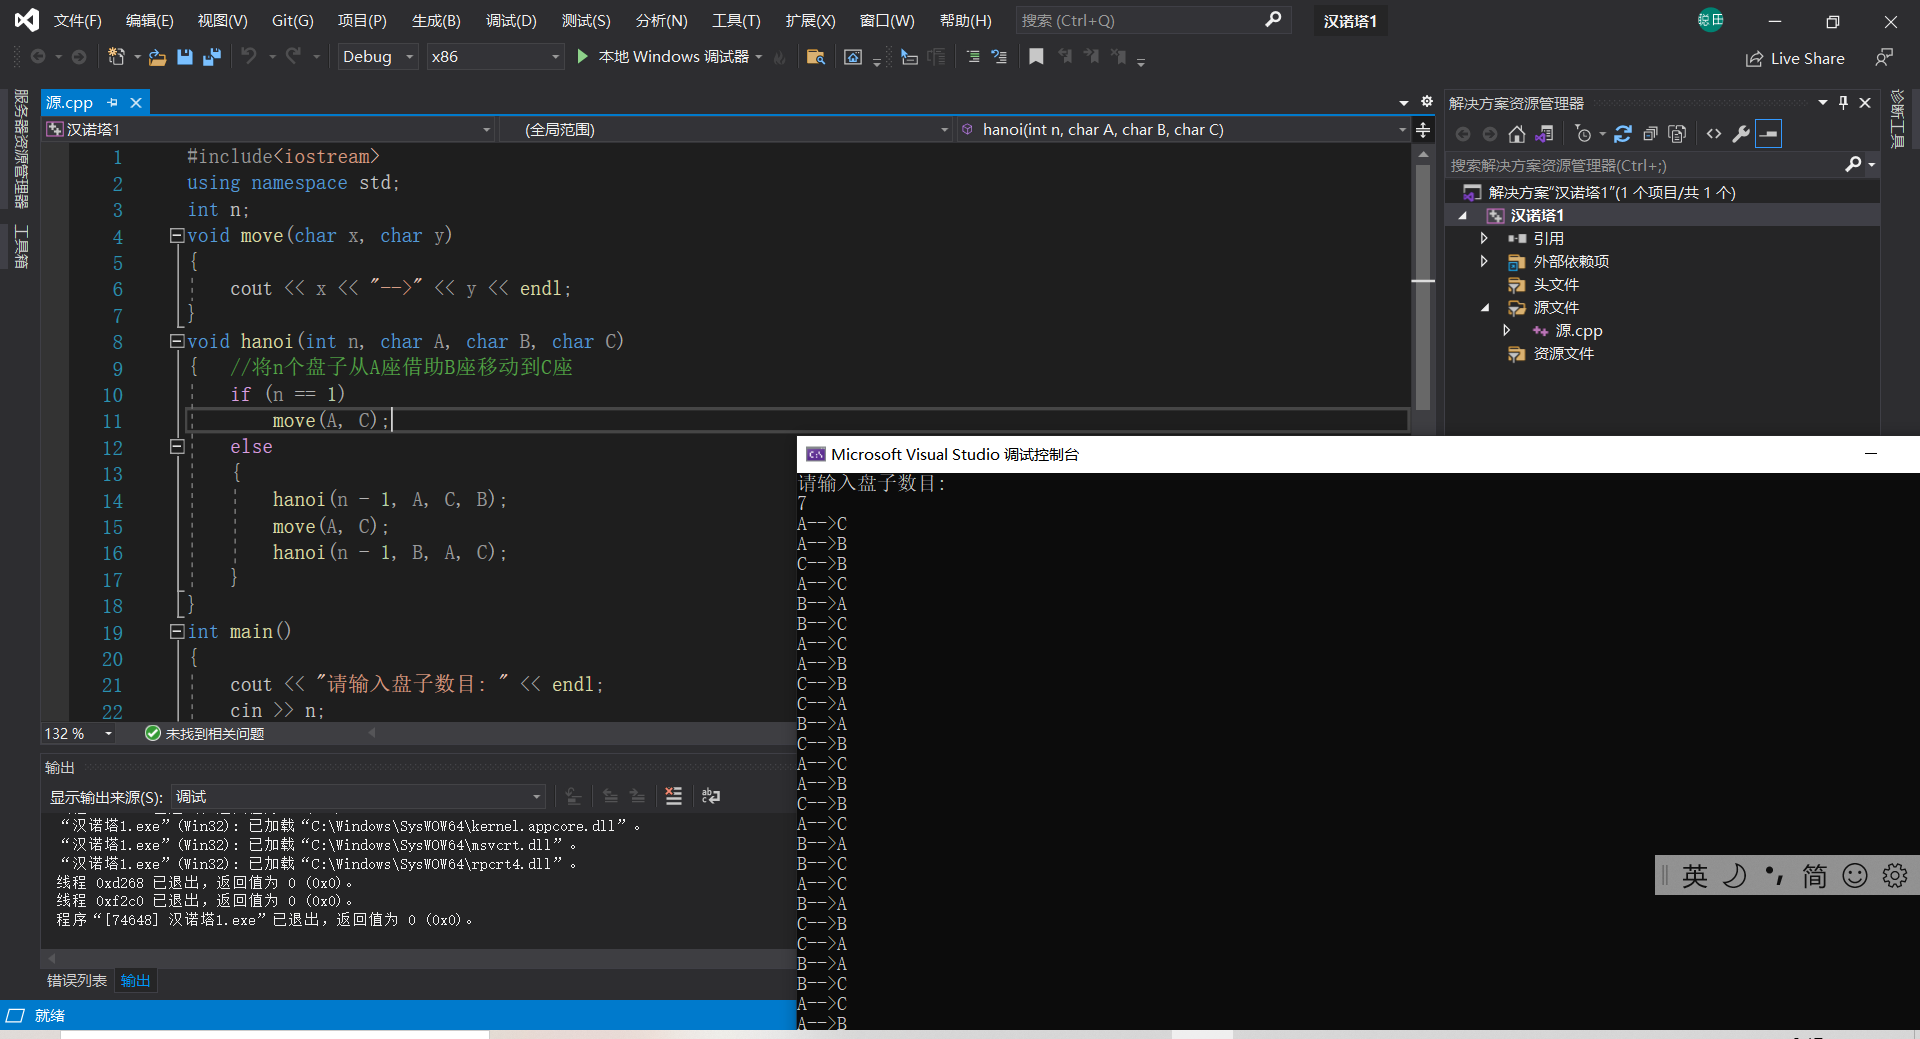 文件(F) 编辑(E) 视图(V) Git(G) 项目(P) 生成(B) 调试(D) 测试(S) 分析(N) 工具(T) 扩展(X) 窗口(W) 帮助(H) 搜索 (Ctrl+Q) 汉诺塔1
Debug x86 本地 Windows 调试器 Live Share
服务器资源管理器
工具箱
源.cpp
汉诺塔1 (全局范围) hanoi(int n, char A, char B, char C)
1 #include<iostream>
2 using namespace std;
3 int n;
4 void move(char x, char y)
5 {
6 cout << x << "-->" << y << endl;
7 }
8 void hanoi(int n, char A, char B, char C)
9 { //将n个盘子从A座借助B座移动到C座
10 if (n == 1)
11 move(A, C);
12 else
13 {
14 hanoi(n - 1, A, C, B);
15 move(A, C);
16 hanoi(n - 1, B, A, C);
17 }
18 }
19 int main()
20 {
21 cout << "请输入盘子数目: " << endl;
22 cin >> n;
132 % 未找到相关问题
输出
显示输出来源(S): 调试
“汉诺塔1.exe”(Win32): 已加载“C:\Windows\SysWOW64\kernel.appcore.dll”。
“汉诺塔1.exe”(Win32): 已加载“C:\Windows\SysWOW64\msvcrt.dll”。
“汉诺塔1.exe”(Win32): 已加载“C:\Windows\SysWOW64\rpcrt4.dll”。
线程 0xd268 已退出，返回值为 0 (0x0)。
线程 0xf2c0 已退出，返回值为 0 (0x0)。
程序“[74648] 汉诺塔1.exe”已退出，返回值为 0 (0x0)。
错误列表 输出
就绪
解决方案资源管理器
搜索解决方案资源管理器(Ctrl+;)
解决方案“汉诺塔1”(1 个项目/共 1 个)
汉诺塔1
引用
外部依赖项
头文件
源文件
源.cpp
资源文件
诊断工具
Microsoft Visual Studio 调试控制台
请输入盘子数目:
7
A-->C
A-->B
C-->B
A-->C
B-->A
B-->C
A-->C
A-->B
C-->B
C-->A
B-->A
C-->B
A-->C
A-->B
C-->B
A-->C
B-->A
B-->C
A-->C
B-->A
C-->B
C-->A
B-->A
B-->C
A-->C
A-->B
英 简